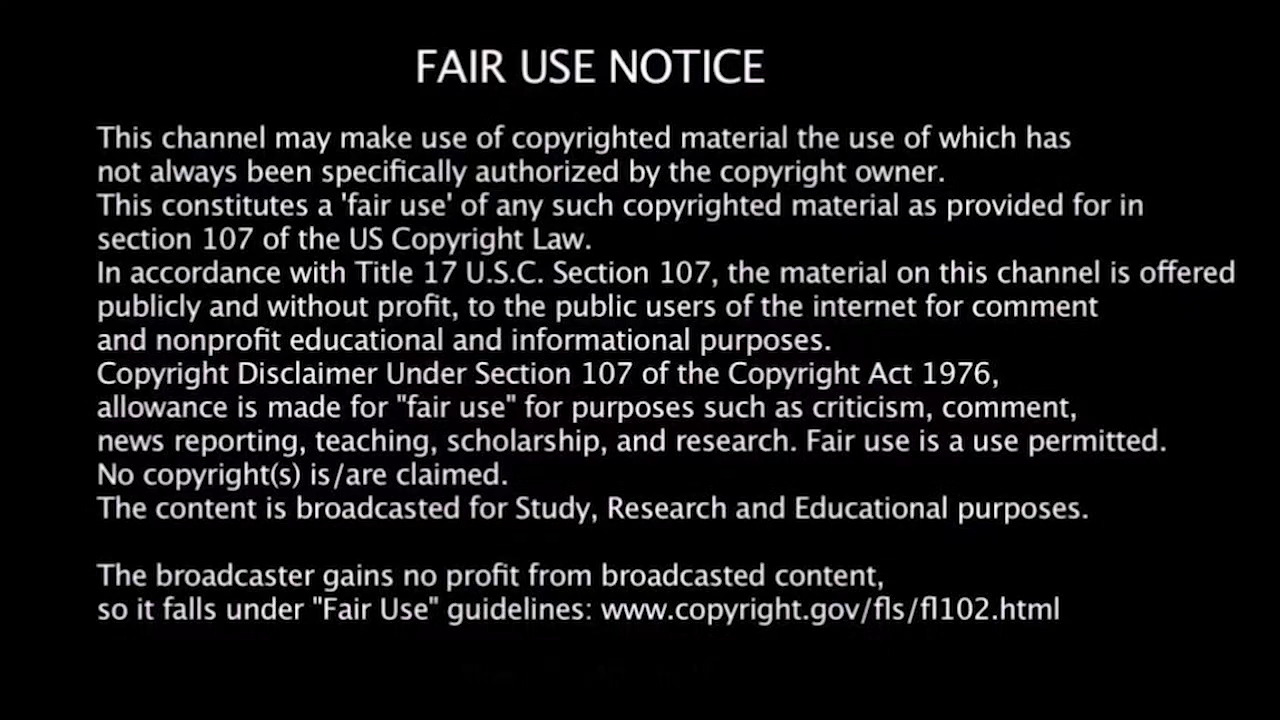 FAIR USE NOTICE
This channel may make use of copyrighted material the use of which has
not always been specifically authorized by the copyright owner.
This constitutes a 'fair use' of any such copyrighted material as provided for in
section 107 of the US Copyright Law.
In accordance with Title 17 U.S.C. Section 107, the material on this channel is offered
publicly and without profit, to the public users of the internet for comment
and nonprofit educational and informational purposes.
Copyright Disclaimer Under Section 107 of the Copyright Act 1976,
allowance is made for "fair use" for purposes such as criticism, comment,
news reporting, teaching, scholarship, and research. Fair use is a use permitted.
No copyright(s) is/are claimed.
The content is broadcasted for Study, Research and Educational purposes.
The broadcaster gains no profit from broadcasted content,
so it falls under "Fair Use" guidelines: www.copyright.gov/fls/fl102.html